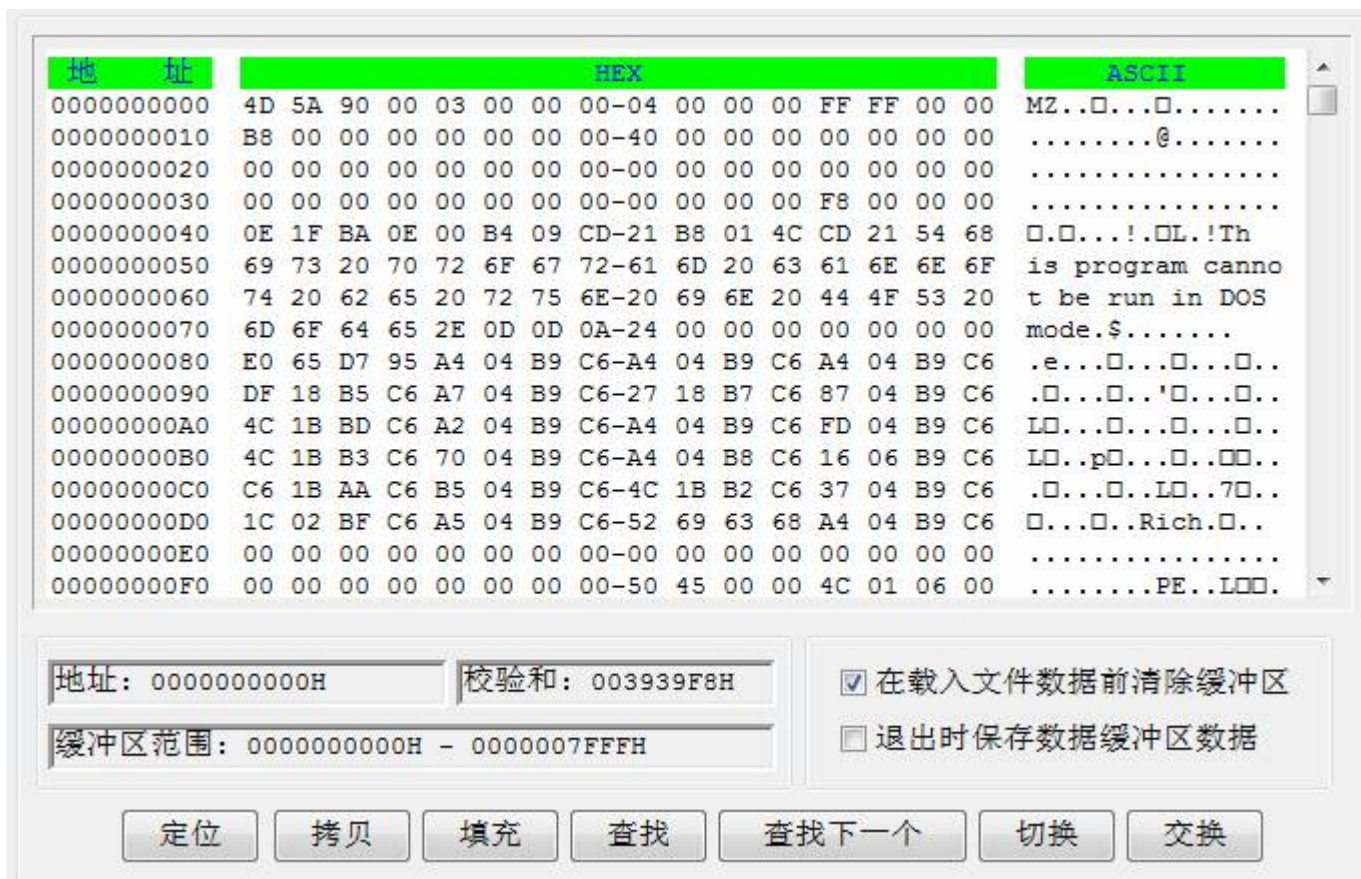 地 址 HEX ASCII
0000000000 4D 5A 90 00 03 00 00 00-04 00 00 00 FF FF 00 00 MZ..□...□.......
0000000010 B8 00 00 00 00 00 00 00-40 00 00 00 00 00 00 00 ........@.......
0000000020 00 00 00 00 00 00 00 00-00 00 00 00 00 00 00 00 ................
0000000030 00 00 00 00 00 00 00 00-00 00 00 00 F8 00 00 00 ................
0000000040 0E 1F BA 0E 00 B4 09 CD-21 B8 01 4C CD 21 54 68 □.□...!.□L.!Th
0000000050 69 73 20 70 72 6F 67 72-61 6D 20 63 61 6E 6E 6F is program canno
0000000060 74 20 62 65 20 72 75 6E-20 69 6E 20 44 4F 53 20 t be run in DOS
0000000070 6D 6F 64 65 2E 0D 0D 0A-24 00 00 00 00 00 00 00 mode.$.......
0000000080 E0 65 D7 95 A4 04 B9 C6-A4 04 B9 C6 A4 04 B9 C6 .e...□...□...□..
0000000090 DF 18 B5 C6 A7 04 B9 C6-27 18 B7 C6 87 04 B9 C6 .□...□..'□...□..
00000000A0 4C 1B BD C6 A2 04 B9 C6-A4 04 B9 C6 FD 04 B9 C6 L□...□...□...□..
00000000B0 4C 1B B3 C6 70 04 B9 C6-A4 04 B8 C6 16 06 B9 C6 L□..p□...□..□□..
00000000C0 C6 1B AA C6 B5 04 B9 C6-4C 1B B2 C6 37 04 B9 C6 .□...□..L□..7□..
00000000D0 1C 02 BF C6 A5 04 B9 C6-52 69 63 68 A4 04 B9 C6 □...□..Rich.□..
00000000E0 00 00 00 00 00 00 00 00-00 00 00 00 00 00 00 00 ................
00000000F0 00 00 00 00 00 00 00 00-50 45 00 00 4C 01 06 00 ........PE..L□□.
地址: 0000000000H 校验和: 003939F8H
在载入文件数据前清除缓冲区
缓冲区范围: 0000000000H - 0000007FFFH
退出时保存数据缓冲区数据
定位 拷贝 填充 查找 查找下一个 切换 交换